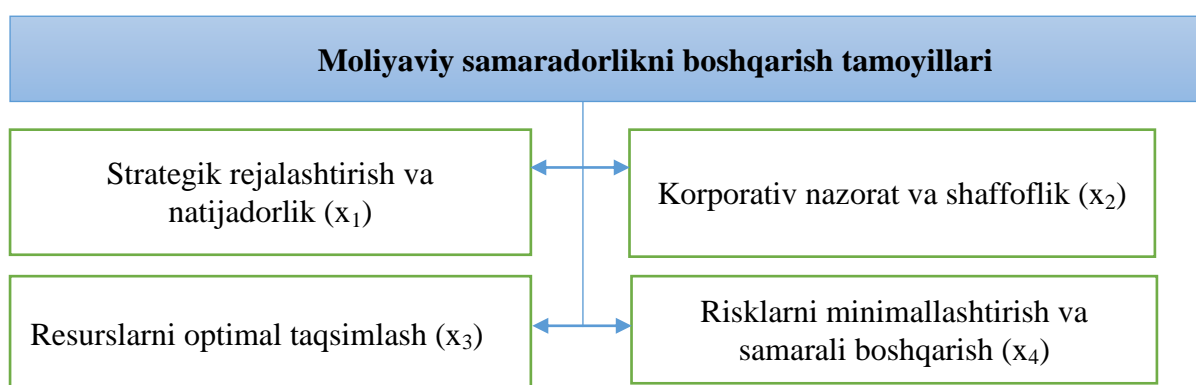 Moliyaviy samaradorlikni boshqarish tamoyillari
Strategik rejalashtirish va
natijadorlik (x₁)
Korporativ nazorat va shaffoflik (x₂)
Resurslarni optimal taqsimlash (x₃)
Risklarni minimallashtirish va
samarali boshqarish (x₄)